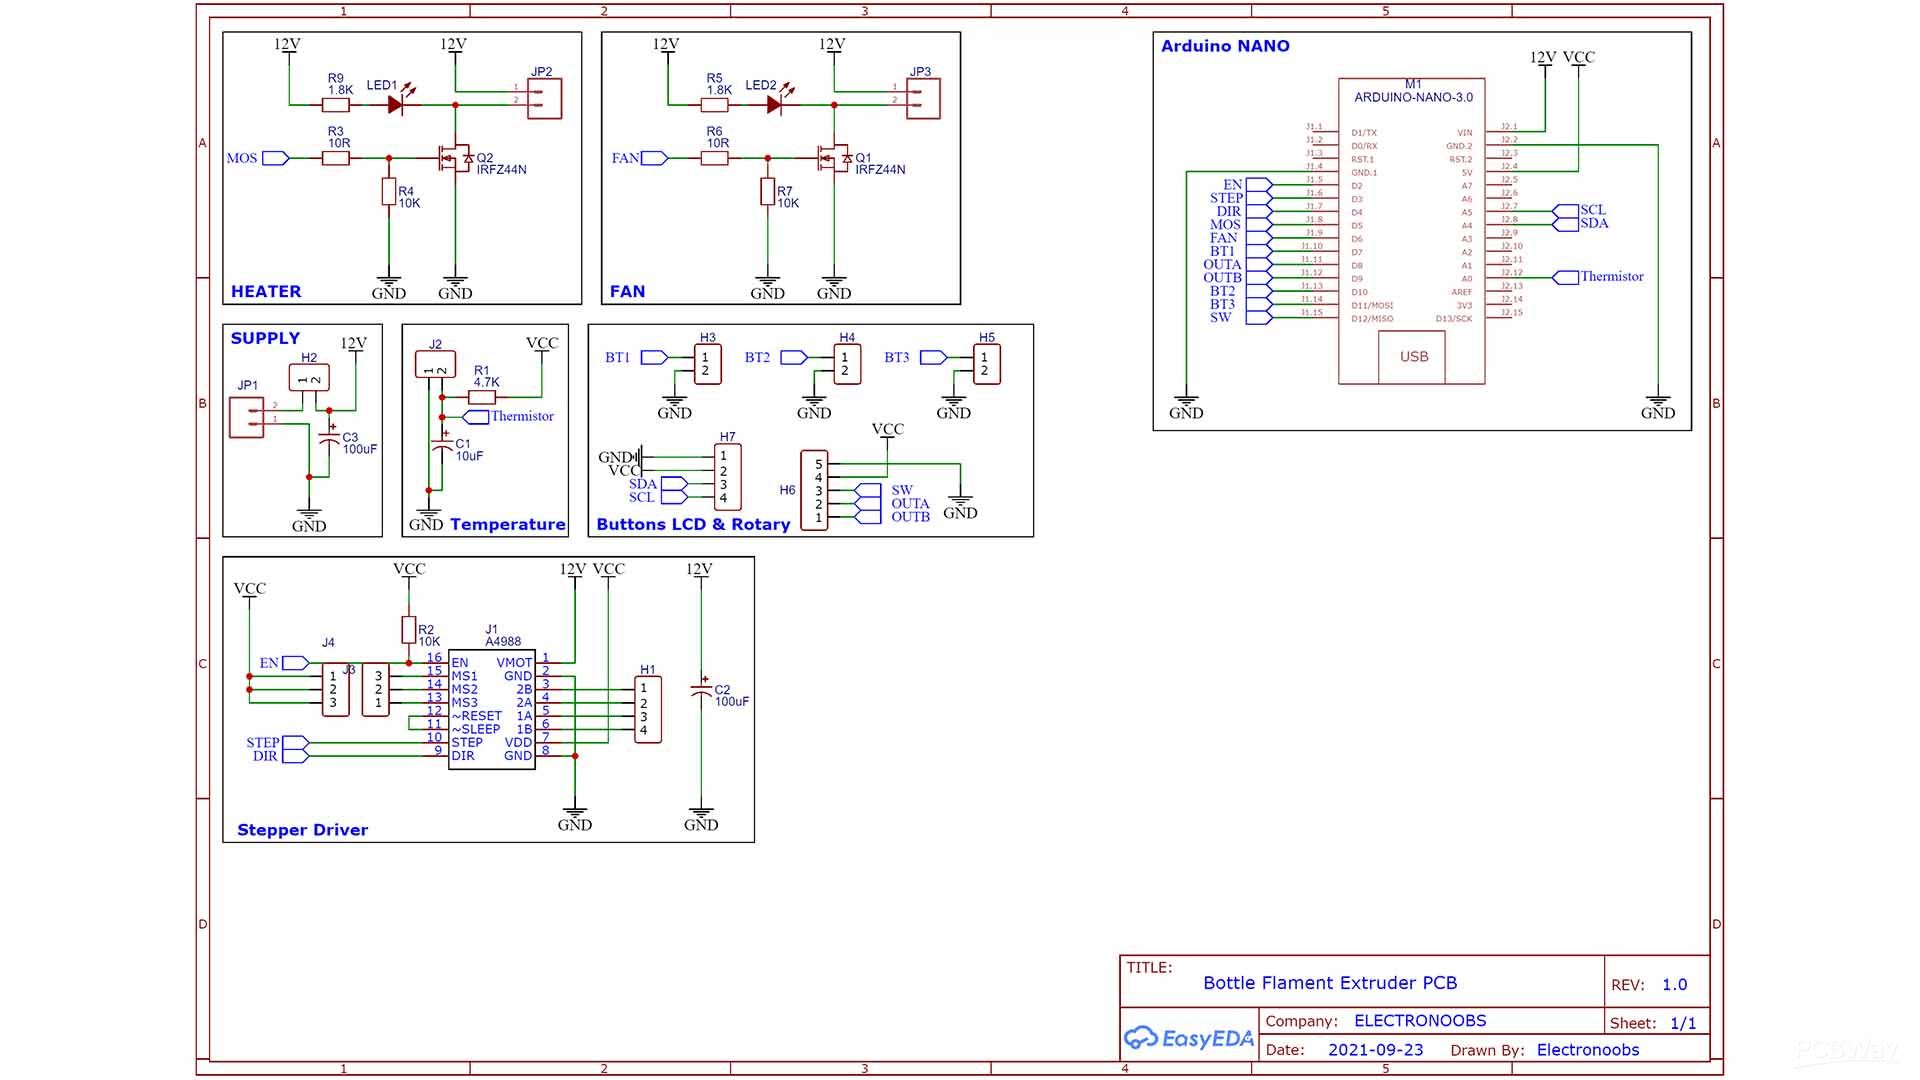 1 2 3 4 5
A
B
C
D
12V 12V
R9
1.8K
LED1
JP2
1
2
R3
10R
MOS
Q2
IRFZ44N
R4
10K
GND GND
HEATER
12V 12V
R5
1.8K
LED2
JP3
1
2
R6
10R
FAN
Q1
IRFZ44N
R7
10K
GND GND
FAN
Arduino NANO
12V VCC
M1
ARDUINO-NANO-3.0
J1.1 D1/TX VIN J2.1
J1.2 D0/RX GND.2 J2.2
J1.3 RST.1 RST.2 J2.3
J1.4 GND.1 5V J2.4
EN J1.5 D2 A7 J2.5
STEP J1.6 D3 A6 J2.6
DIR J1.7 D4 A5 J2.7 SCL
MOS J1.8 D5 A4 J2.8 SDA
FAN J1.9 D6 A3 J2.9
BT1 J1.10 D7 A2 J2.10
OUTA J1.11 D8 A1 J2.11
OUTB J1.12 D9 A0 J2.12 Thermistor
BT2 J1.13 D10 AREF J2.13
BT3 J1.14 D11/MOSI 3V3 J2.14
SW J1.15 D12/MISO D13/SCK J2.15
USB
GND GND
SUPPLY
12V
H2
1 2
JP1
2
1
C3
100uF
GND
J2
1 2
VCC
R1
4.7K
Thermistor
C1
10uF
GND
Temperature
BT1
H3
1
2
GND
BT2
H4
1
2
GND
BT3
H5
1
2
GND
H7
GND 1
VCC 2
SDA 3
SCL 4
VCC
H6
5
4
3 SW
2 OUTA
1 OUTB
GND
Buttons LCD & Rotary
VCC
VCC
12V VCC
12V
R2
10K
J1
A4988
J4
J3
EN
1
2
3
3
2
1
16 EN VMOT 1
15 MS1 GND 2
14 MS2 2B 3
13 MS3 2A 4
12 ~RESET 1A 5
11 ~SLEEP 1B 6
STEP 10 STEP VDD 7
DIR 9 DIR GND 8
H1
1
2
3
4
C2
100uF
GND GND
Stepper Driver
TITLE:
Bottle Flament Extruder PCB
REV: 1.0
EasyEDA
Company: ELECTRONOOBS
Sheet: 1/1
Date: 2021-09-23 Drawn By: Electronoobs
A
B
C
D
1 2 3 4 5
PCBWay